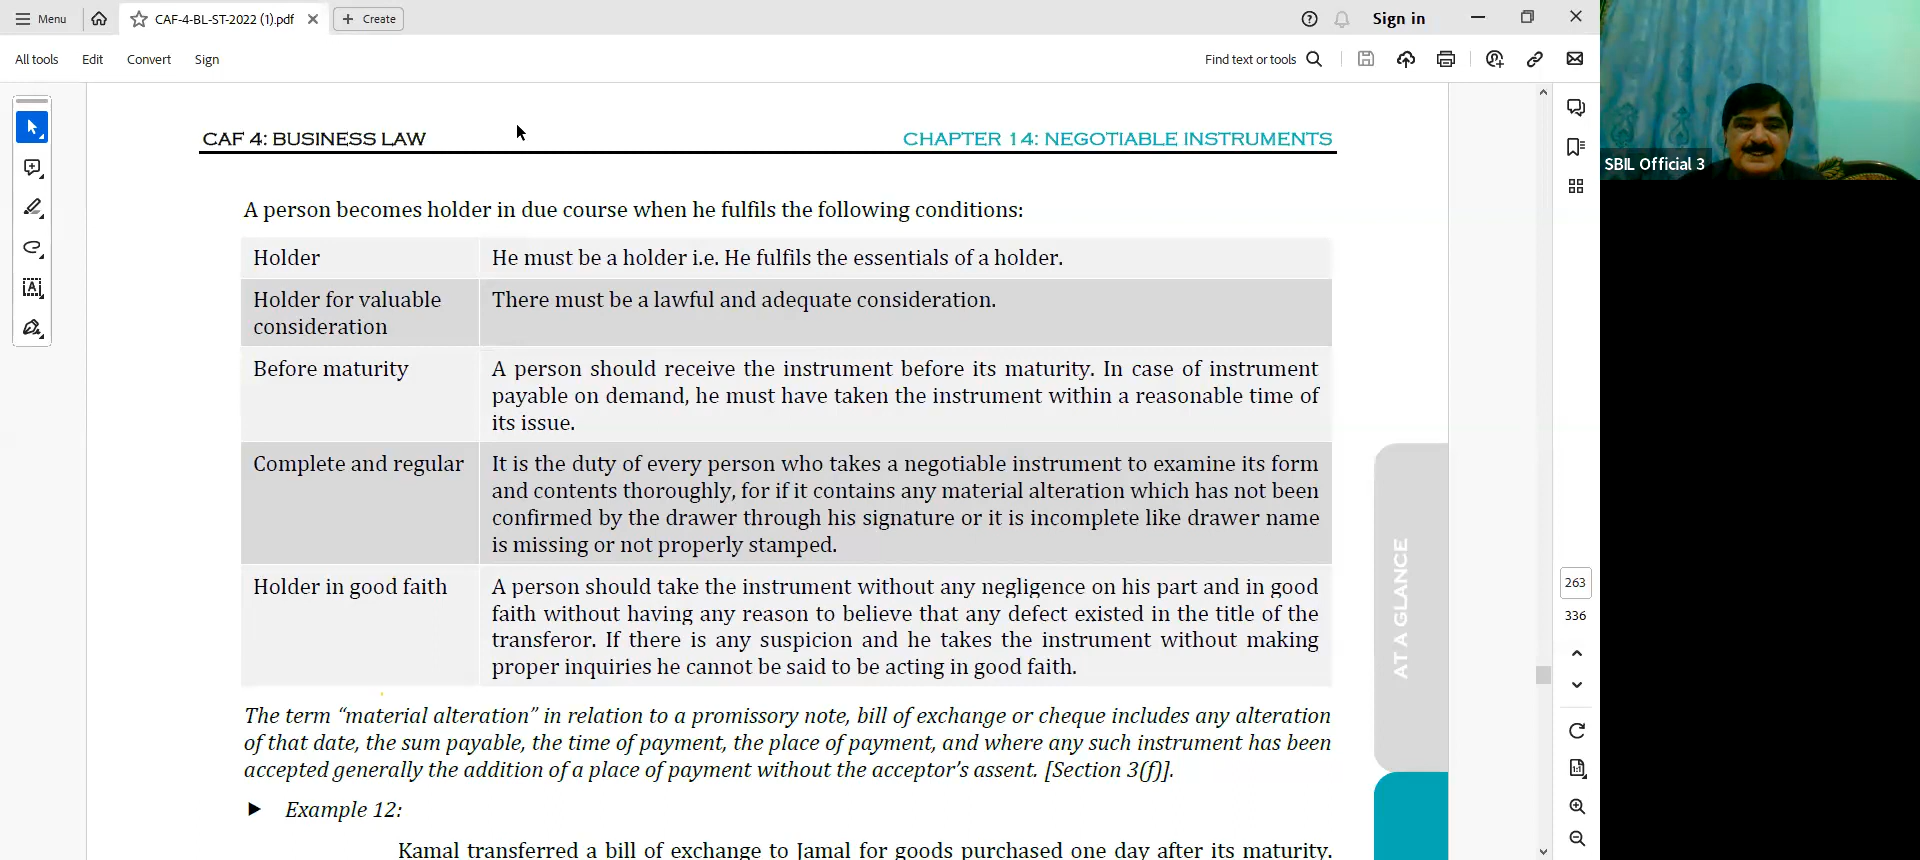 Menu
CAF-4-BL-ST-2022 (1).pdf
Create
Sign in
All tools
Edit
Convert
Sign
Find text or tools
CAF 4: BUSINESS LAW
CHAPTER 14: NEGOTIABLE INSTRUMENTS
SBIL Official 3
A person becomes holder in due course when he fulfils the following conditions:
Holder
He must be a holder i.e. He fulfils the essentials of a holder.
Holder for valuable
consideration
There must be a lawful and adequate consideration.
Before maturity
A person should receive the instrument before its maturity. In case of instrument
payable on demand, he must have taken the instrument within a reasonable time of
its issue.
Complete and regular
It is the duty of every person who takes a negotiable instrument to examine its form
and contents thoroughly, for if it contains any material alteration which has not been
confirmed by the drawer through his signature or it is incomplete like drawer name
is missing or not properly stamped.
Holder in good faith
A person should take the instrument without any negligence on his part and in good
faith without having any reason to believe that any defect existed in the title of the
transferor. If there is any suspicion and he takes the instrument without making
proper inquiries he cannot be said to be acting in good faith.
The term “material alteration” in relation to a promissory note, bill of exchange or cheque includes any alteration
of that date, the sum payable, the time of payment, the place of payment, and where any such instrument has been
accepted generally the addition of a place of payment without the acceptor’s assent. [Section 3(f)].
Example 12:
Kamal transferred a bill of exchange to Jamal for goods purchased one day after its maturity.
AT A GLANCE
263
336